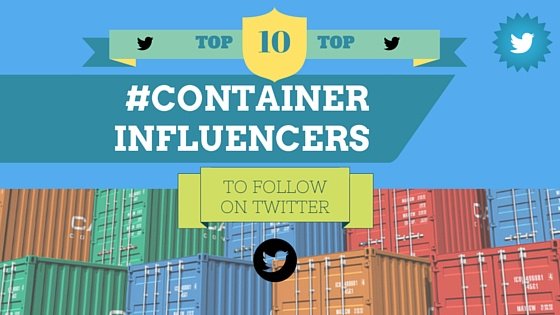 TOP 10 TOP
#CONTAINER
INFLUENCERS
TO FOLLOW
ON TWITTER